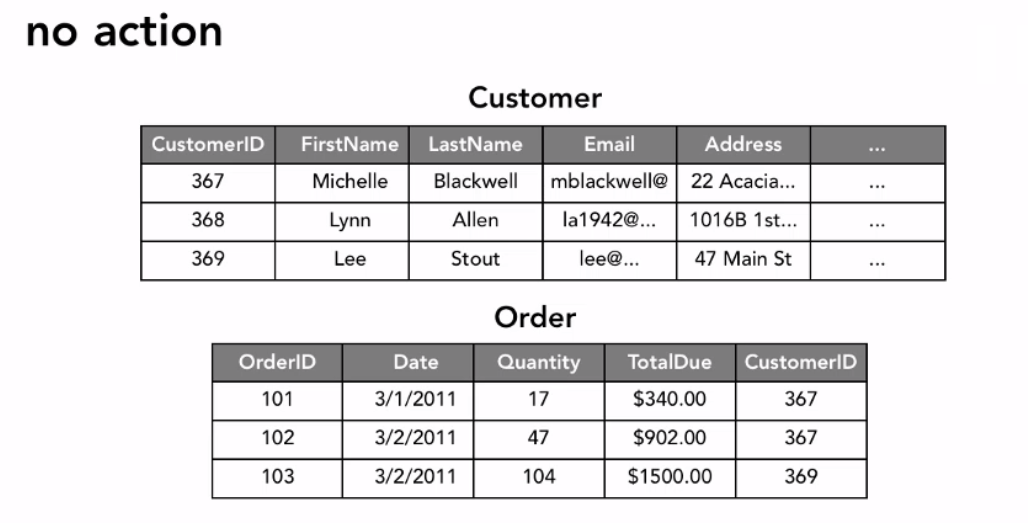 no action
Customer
CustomerID FirstName LastName Email Address ...
367 Michelle Blackwell mblackwell@ 22 Acacia... ...
368 Lynn Allen la1942@... 1016B 1st... ...
369 Lee Stout lee@... 47 Main St ...
Order
OrderID Date Quantity TotalDue CustomerID
101 3/1/2011 17 $340.00 367
102 3/2/2011 47 $902.00 367
103 3/2/2011 104 $1500.00 369